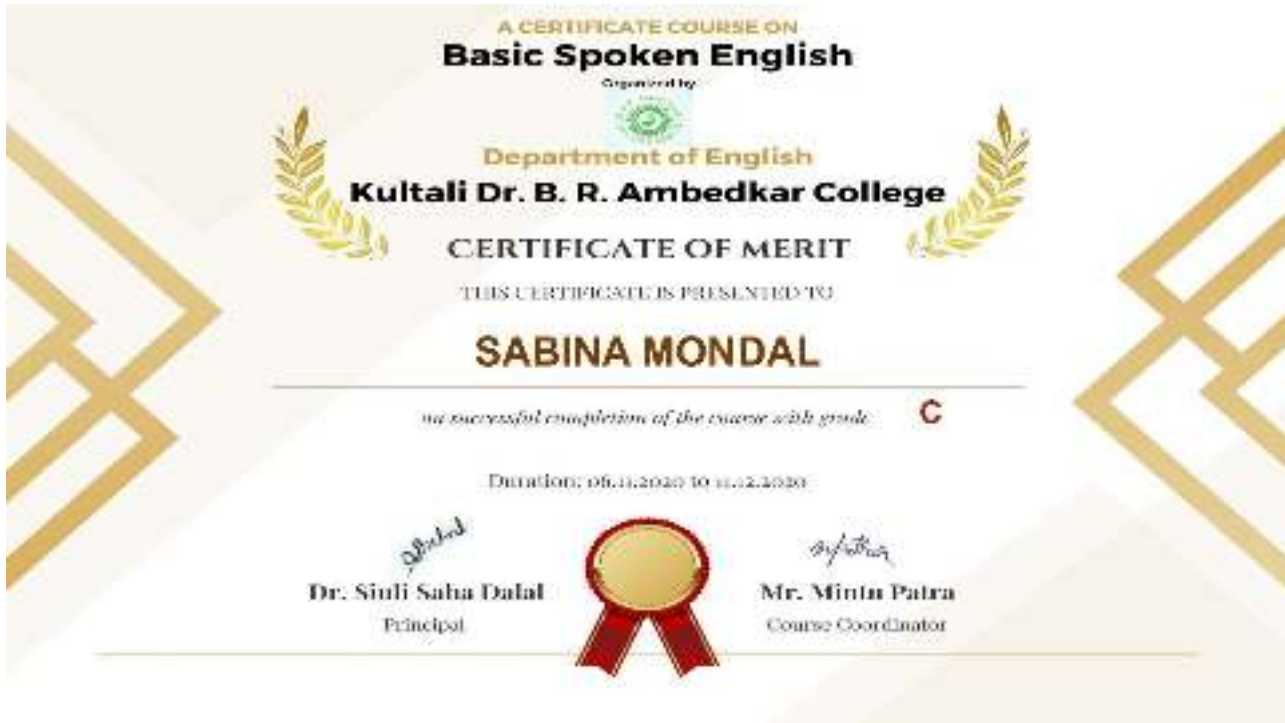 A CERTIFICATE COURSE ON
Basic Spoken English
Organized by
Department of English
Kultali Dr. B. R. Ambedkar College
CERTIFICATE OF MERIT
THIS CERTIFICATE IS PRESENTED TO
SABINA MONDAL
on successful completion of the course with grade C
Duration: 06.11.2020 to 11.12.2020
Dr. Siuli Saha Dalal Mr. Mintu Patra
Principal Course Coordinator